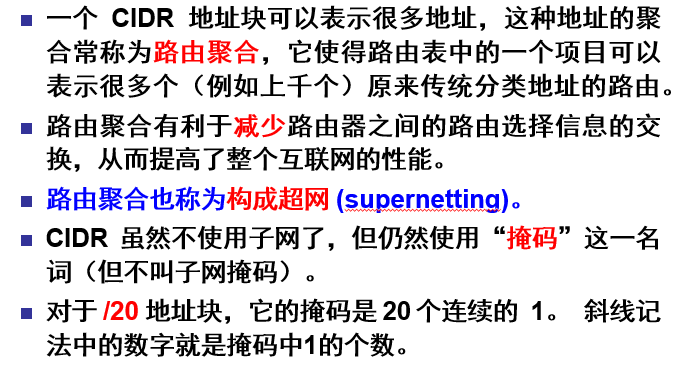 一个 CIDR 地址块可以表示很多地址，这种地址的聚
合常称为路由聚合，它使得路由表中的一个项目可以
表示很多个（例如上千个）原来传统分类地址的路由。
路由聚合有利于减少路由器之间的路由选择信息的交
换，从而提高了整个互联网的性能。
路由聚合也称为构成超网 (supernetting)。
CIDR 虽然不使用子网了，但仍然使用“掩码”这一名
词（但不叫子网掩码）。
对于 /20 地址块，它的掩码是 20 个连续的 1。 斜线记
法中的数字就是掩码中1的个数。